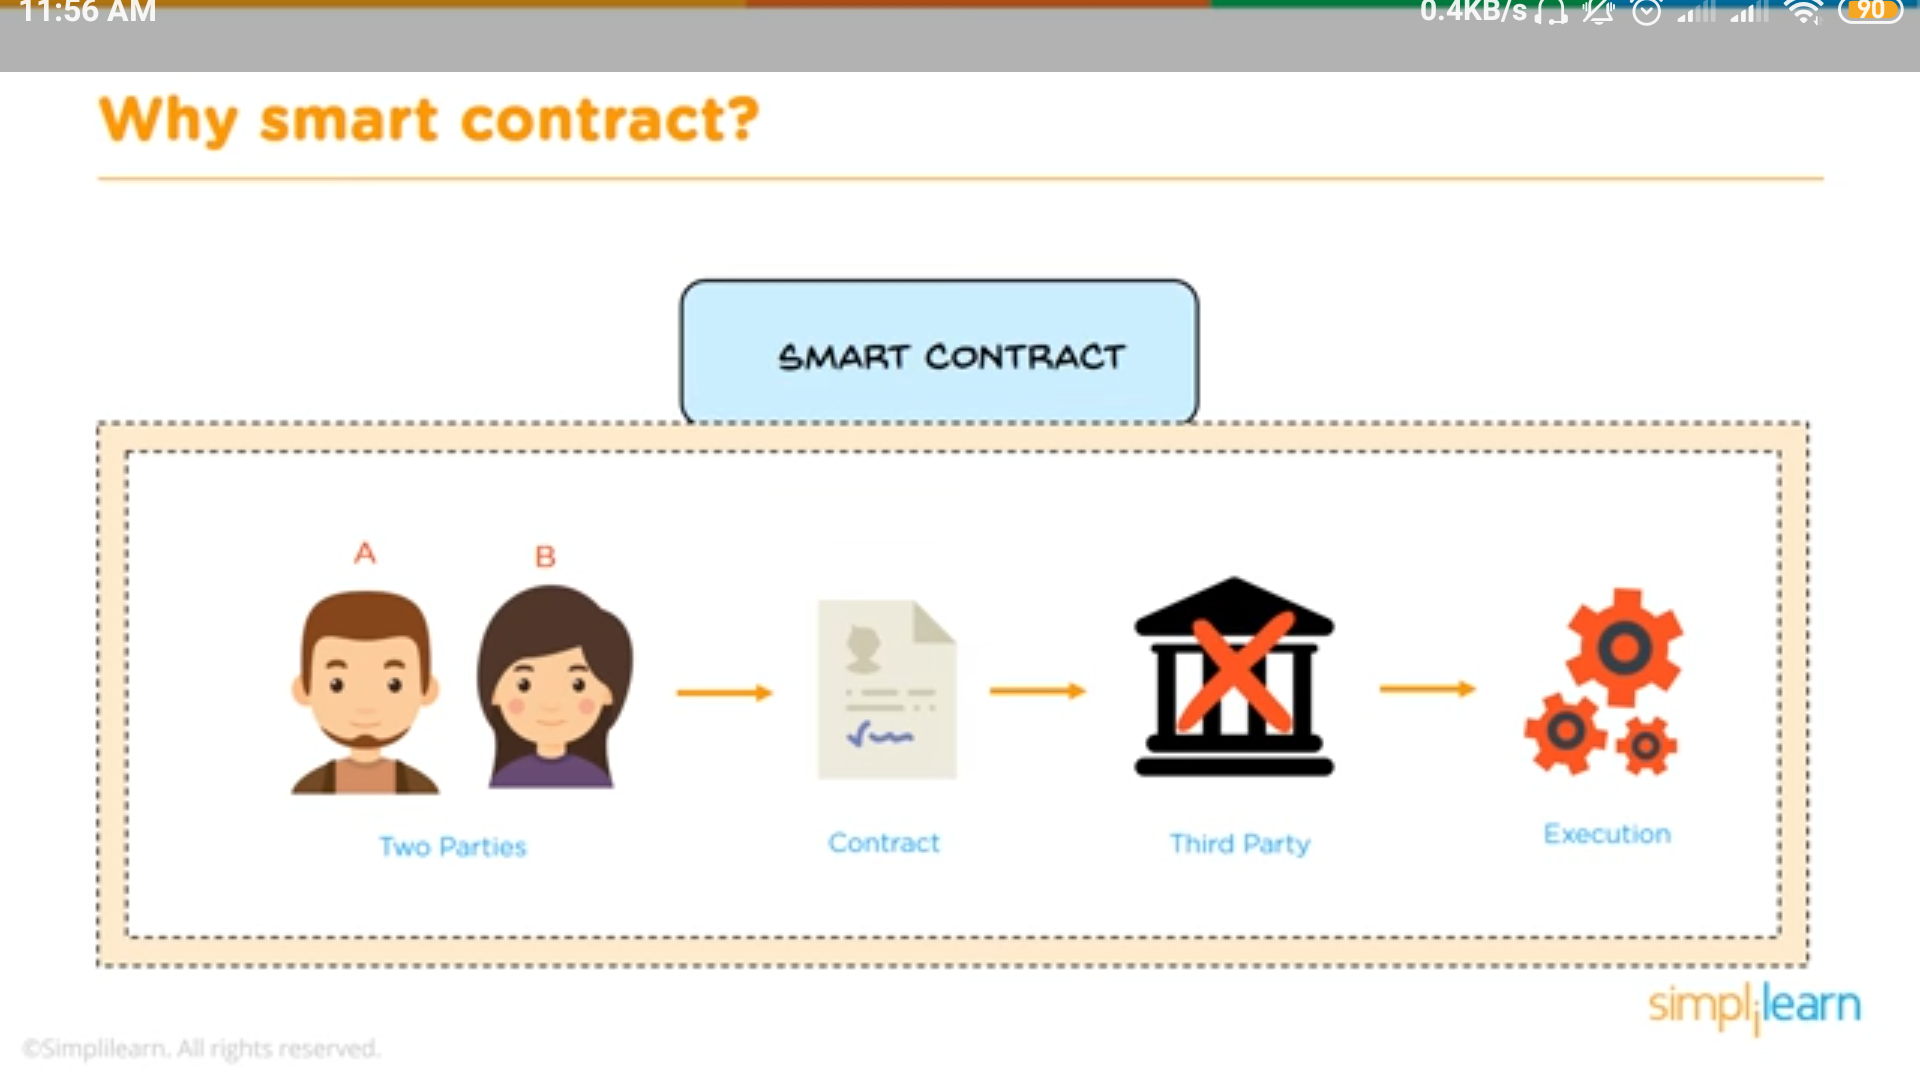 11:56 AM
0.4KB/s
90
Why smart contract?
SMART CONTRACT
A
B
Two Parties
Contract
Third Party
Execution
simplilearn
©Simplilearn. All rights reserved.